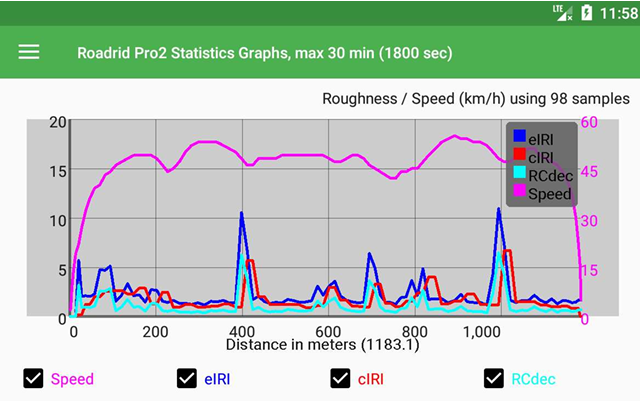 LTE 11:58
Roadrid Pro2 Statistics Graphs, max 30 min (1800 sec)
Roughness / Speed (km/h) using 98 samples
20 60
eIRI
cIRI
15 45
RCdec
Speed
10 30
5 15
0 0
0 200 400 600 800 1,000
Distance in meters (1183.1)
Speed eIRI cIRI RCdec